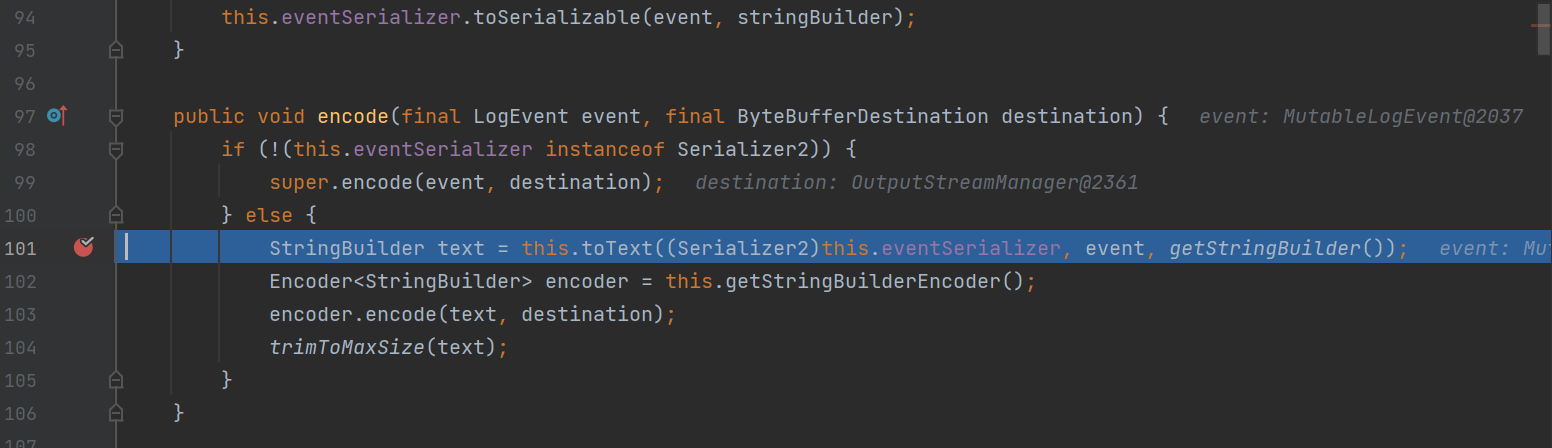 94 this.eventSerializer.toSerializable(event, stringBuilder);
95 }
96
97 public void encode(final LogEvent event, final ByteBufferDestination destination) { event: MutableLogEvent@2037
98 if (!(this.eventSerializer instanceof Serializer2)) {
99 super.encode(event, destination); destination: OutputStreamManager@2361
100 } else {
101 StringBuilder text = this.toText((Serializer2)this.eventSerializer, event, getStringBuilder()); event: Mut
102 Encoder<StringBuilder> encoder = this.getStringBuilderEncoder();
103 encoder.encode(text, destination);
104 trimToMaxSize(text);
105 }
106 }
107